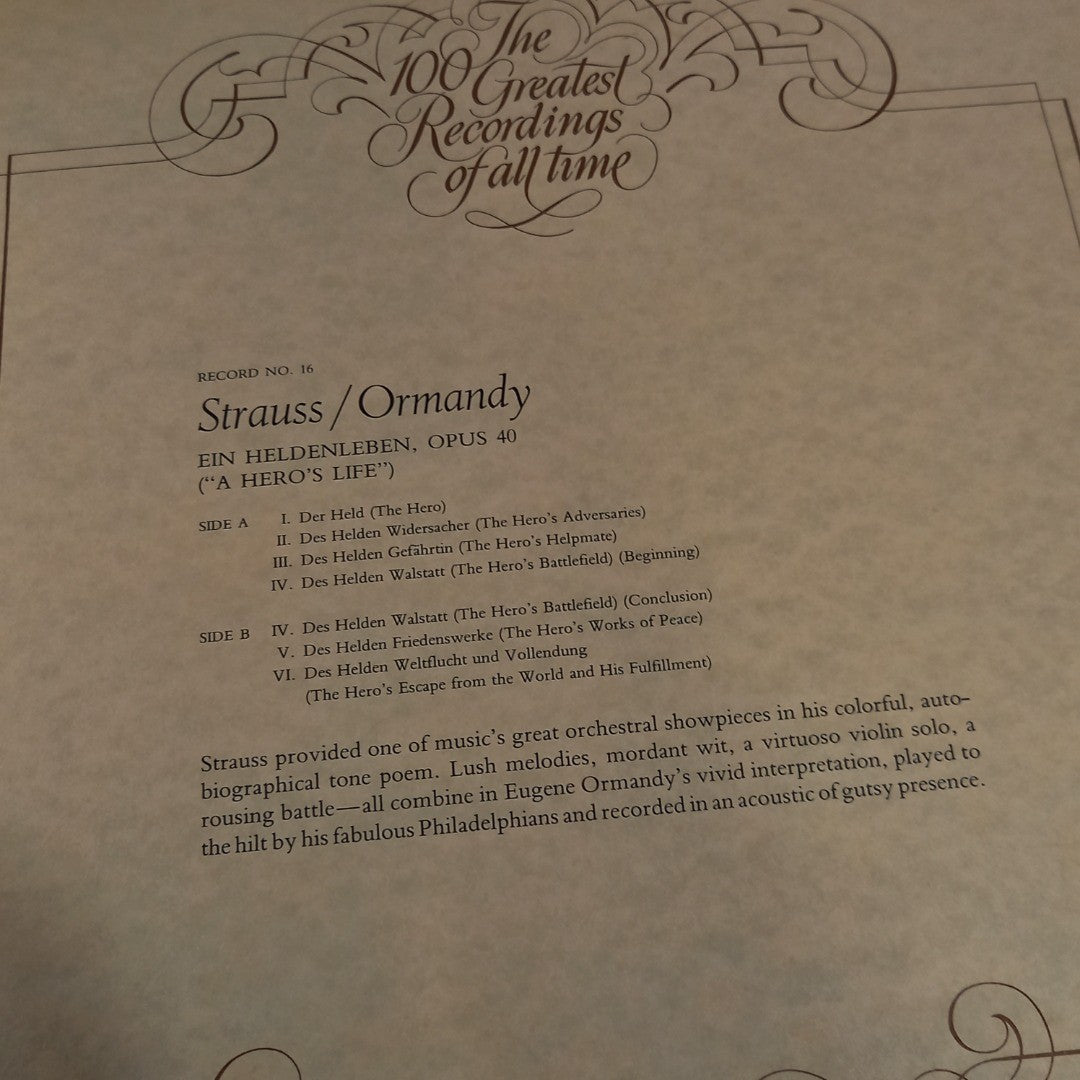 The
100 Greatest
Recordings
of all time
RECORD NO. 16
Strauss / Ormandy
EIN HELDENLEBEN, OPUS 40
(“A HERO’S LIFE”)
SIDE A I. Der Held (The Hero)
II. Des Helden Widersacher (The Hero’s Adversaries)
III. Des Helden Gefährtin (The Hero’s Helpmate)
IV. Des Helden Walstatt (The Hero’s Battlefield) (Beginning)
SIDE B IV. Des Helden Walstatt (The Hero’s Battlefield) (Conclusion)
V. Des Helden Friedenswerke (The Hero’s Works of Peace)
VI. Des Helden Weltflucht und Vollendung
(The Hero’s Escape from the World and His Fulfillment)
Strauss provided one of music’s great orchestral showpieces in his colorful, auto-
biographical tone poem. Lush melodies, mordant wit, a virtuoso violin solo, a
rousing battle—all combine in Eugene Ormandy’s vivid interpretation, played to
the hilt by his fabulous Philadelphians and recorded in an acoustic of gutsy presence.